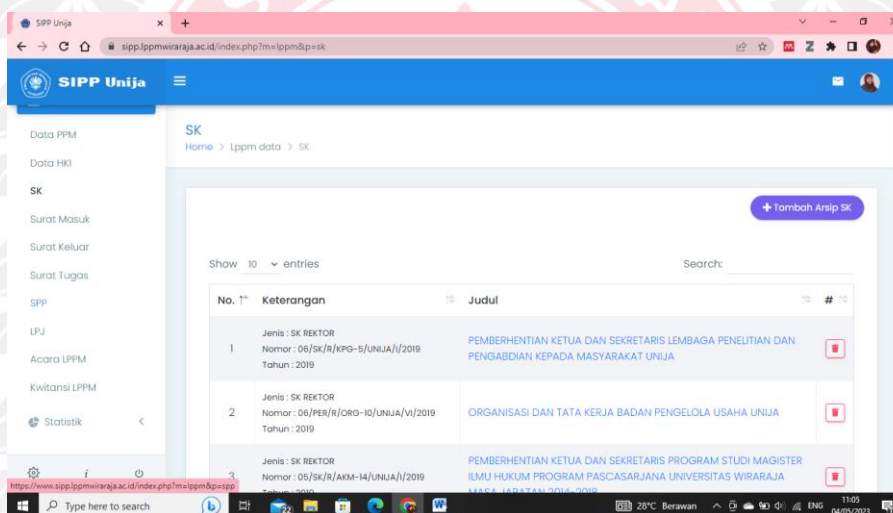 SIPP Unija
sipp.lppmwiraraja.ac.id/index.php?m=lppm&p=sk
SIPP Unija
Data PPM
Data HKI
SK
Surat Masuk
Surat Keluar
Surat Tugas
SPP
LPJ
Acara LPPM
Kwitansi LPPM
Statistik
SK
Home > Lppm data > SK
+ Tambah Arsip SK
Show 10 entries
Search:
No. Keterangan Judul #
1
Jenis : SK REKTOR
Nomor : 06/SK/R/KPG-5/UNIJA/I/2019
Tahun : 2019
PEMBERHENTIAN KETUA DAN SEKRETARIS LEMBAGA PENELITIAN DAN
PENGABDIAN KEPADA MASYARAKAT UNIJA
2
Jenis : SK REKTOR
Nomor : 06/PER/R/ORG-10/UNIJA/VI/2019
Tahun : 2019
ORGANISASI DAN TATA KERJA BADAN PENGELOLA USAHA UNIJA
3
Jenis : SK REKTOR
Nomor : 05/SK/R/AKM-14/UNIJA/I/2019
Tahun : 2019
PEMBERHENTIAN KETUA DAN SEKRETARIS PROGRAM STUDI MAGISTER
ILMU HUKUM PROGRAM PASCASARJANA UNIVERSITAS WIRARAJA
MASA JABATAN 2014-2018
https://www.sipp.lppmwiraraja.ac.id/index.php?m=lppm&p=spp
Type here to search
28°C Berawan
ENG
11:05
04/05/2023